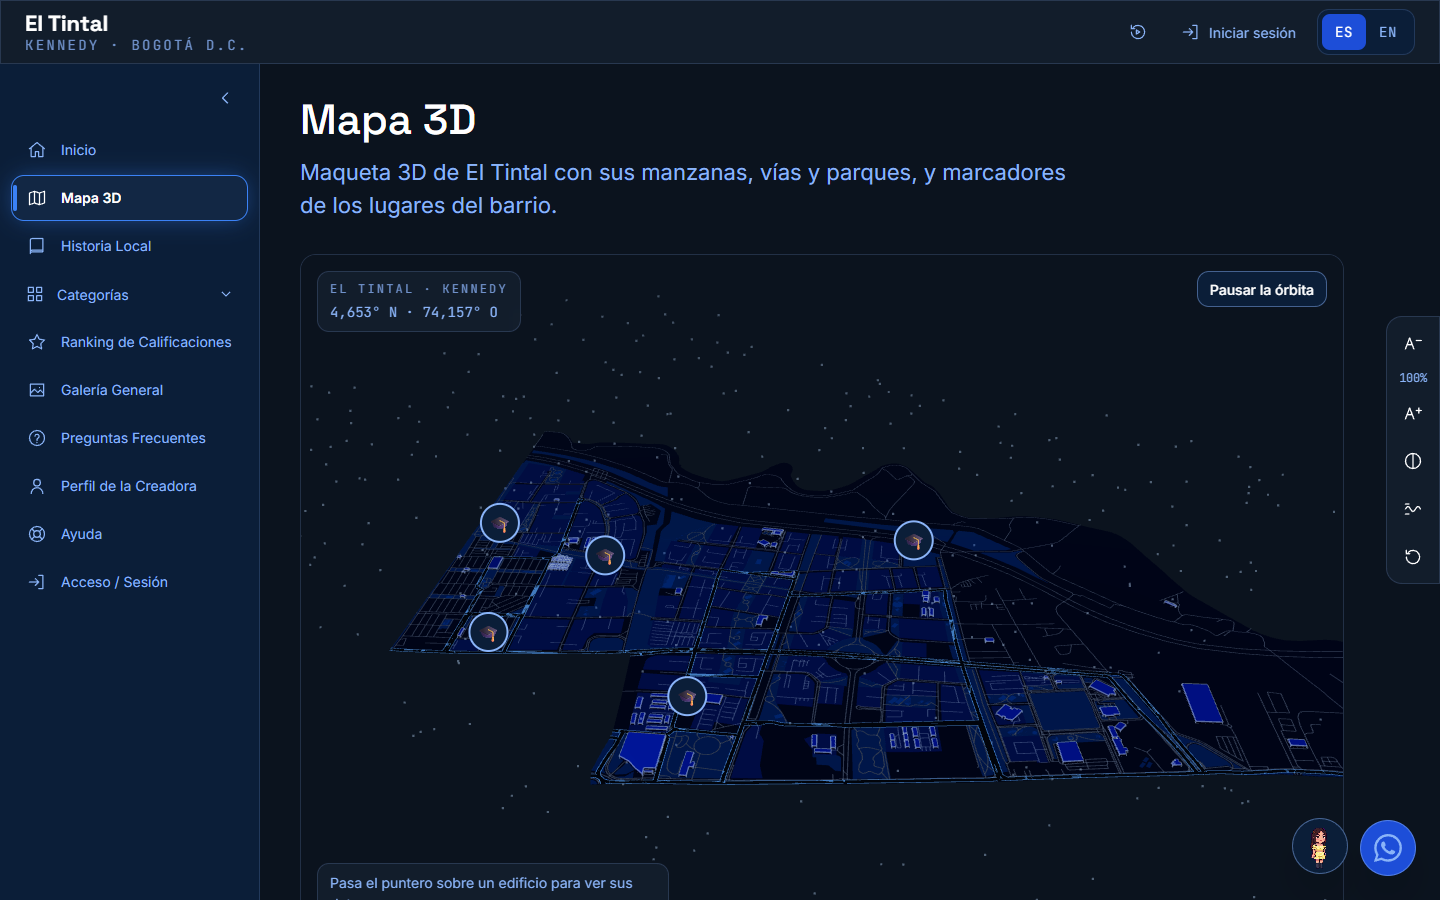 El Tintal
KENNEDY · BOGOTÁ D.C.
Iniciar sesión
ES
EN
Inicio
Mapa 3D
Historia Local
Categorías
Ranking de Calificaciones
Galería General
Preguntas Frecuentes
Perfil de la Creadora
Ayuda
Acceso / Sesión
Mapa 3D
Maqueta 3D de El Tintal con sus manzanas, vías y parques, y marcadores
de los lugares del barrio.
EL TINTAL · KENNEDY
4,653° N · 74,157° O
Pausar la órbita
A-
100%
A+
Pasa el puntero sobre un edificio para ver sus